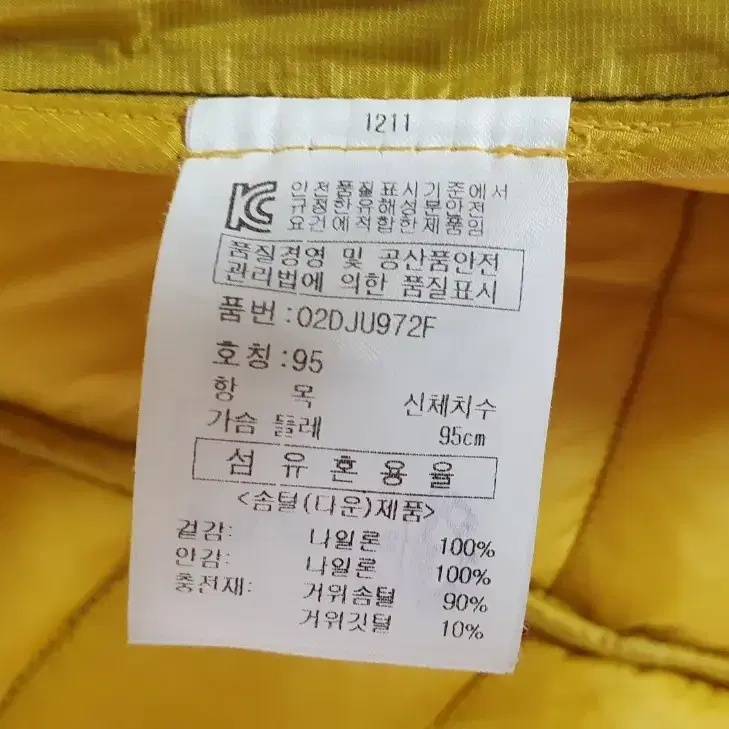 1211
안전품질표시기준에서
규정한유해성분안전
요건에적합한제품임
품질경영 및 공산품안전
관리법에 의한 품질표시
품번:02DJU972F
호칭:95
항 목 신체치수
가슴 둘레 95cm
섬유혼용율
<솜털(다운)제품>
겉감: 나일론 100%
안감: 나일론 100%
충전재: 거위솜털 90%
거위깃털 10%